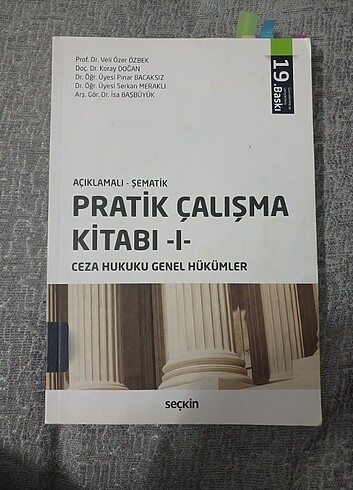 Prof. Dr. Veli Özer ÖZBEK
Doç. Dr. Koray DOĞAN
Dr. Öğr. Üyesi Pınar BACAKSIZ
Dr. Öğr. Üyesi Serkan MERAKLI
Arş. Gör. Dr. İsa BAŞBÜYÜK
19.Baskı
AÇIKLAMALI - ŞEMATİK
PRATİK ÇALIŞMA
KİTABI -I-
CEZA HUKUKU GENEL HÜKÜMLER
seçkin